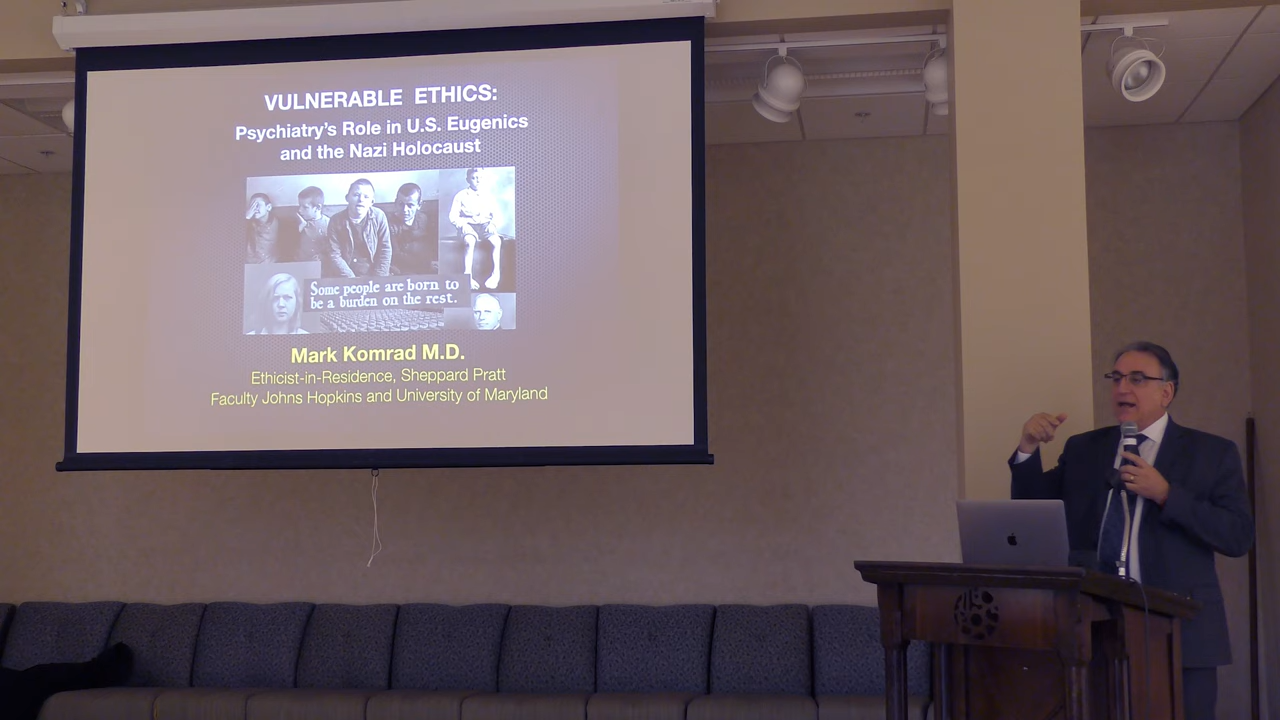 VULNERABLE ETHICS:
Psychiatry's Role in U.S. Eugenics
and the Nazi Holocaust
Some people are born to
be a burden on the rest.
Mark Komrad M.D.
Ethicist-in-Residence, Sheppard Pratt
Faculty Johns Hopkins and University of Maryland